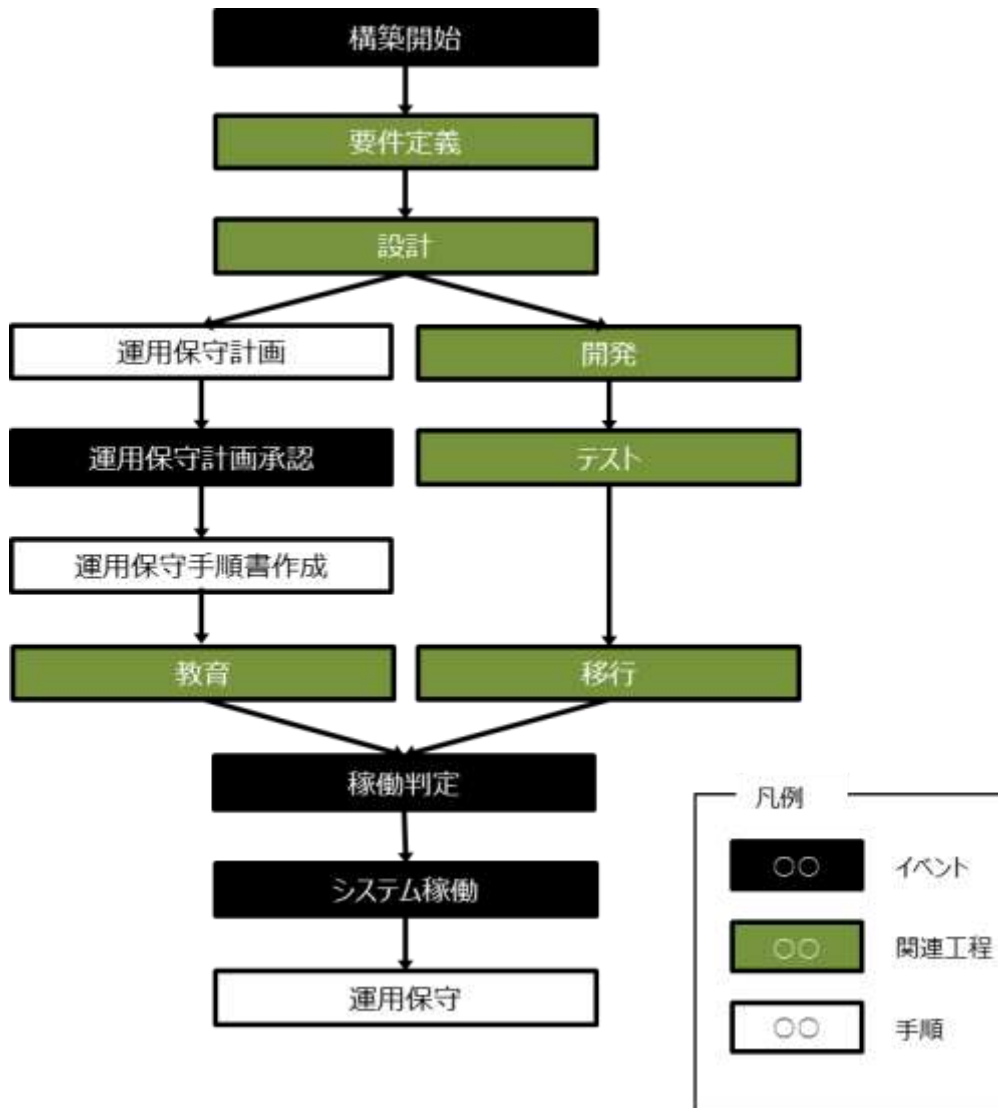 構築開始
要件定義
設計
運用保守計画
開発
運用保守計画承認
テスト
運用保守手順書作成
教育
移行
稼働判定
システム稼働
運用保守
凡例
○○
イベント
○○
関連工程
○○
手順